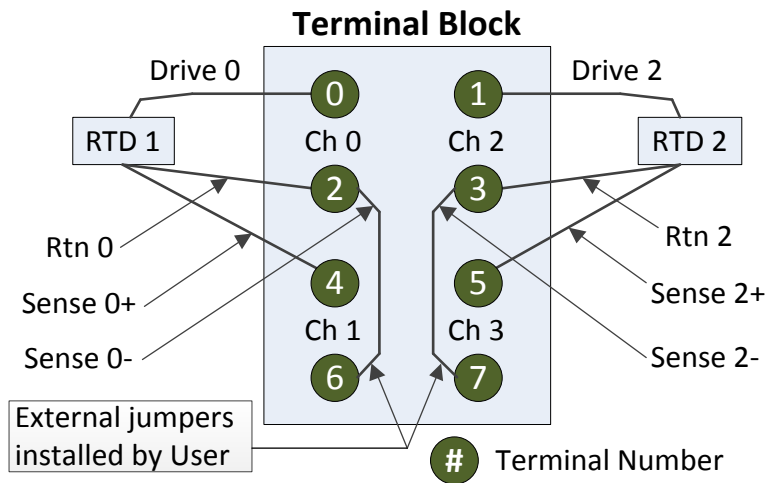 Terminal Block
Drive 0
Drive 2
0
1
RTD 1
Ch 0
Ch 2
RTD 2
2
3
Rtn 0
Rtn 2
4
5
Sense 0+
Sense 2+
Ch 1
Ch 3
Sense 0-
Sense 2-
6
7
External jumpers
installed by User
# Terminal Number